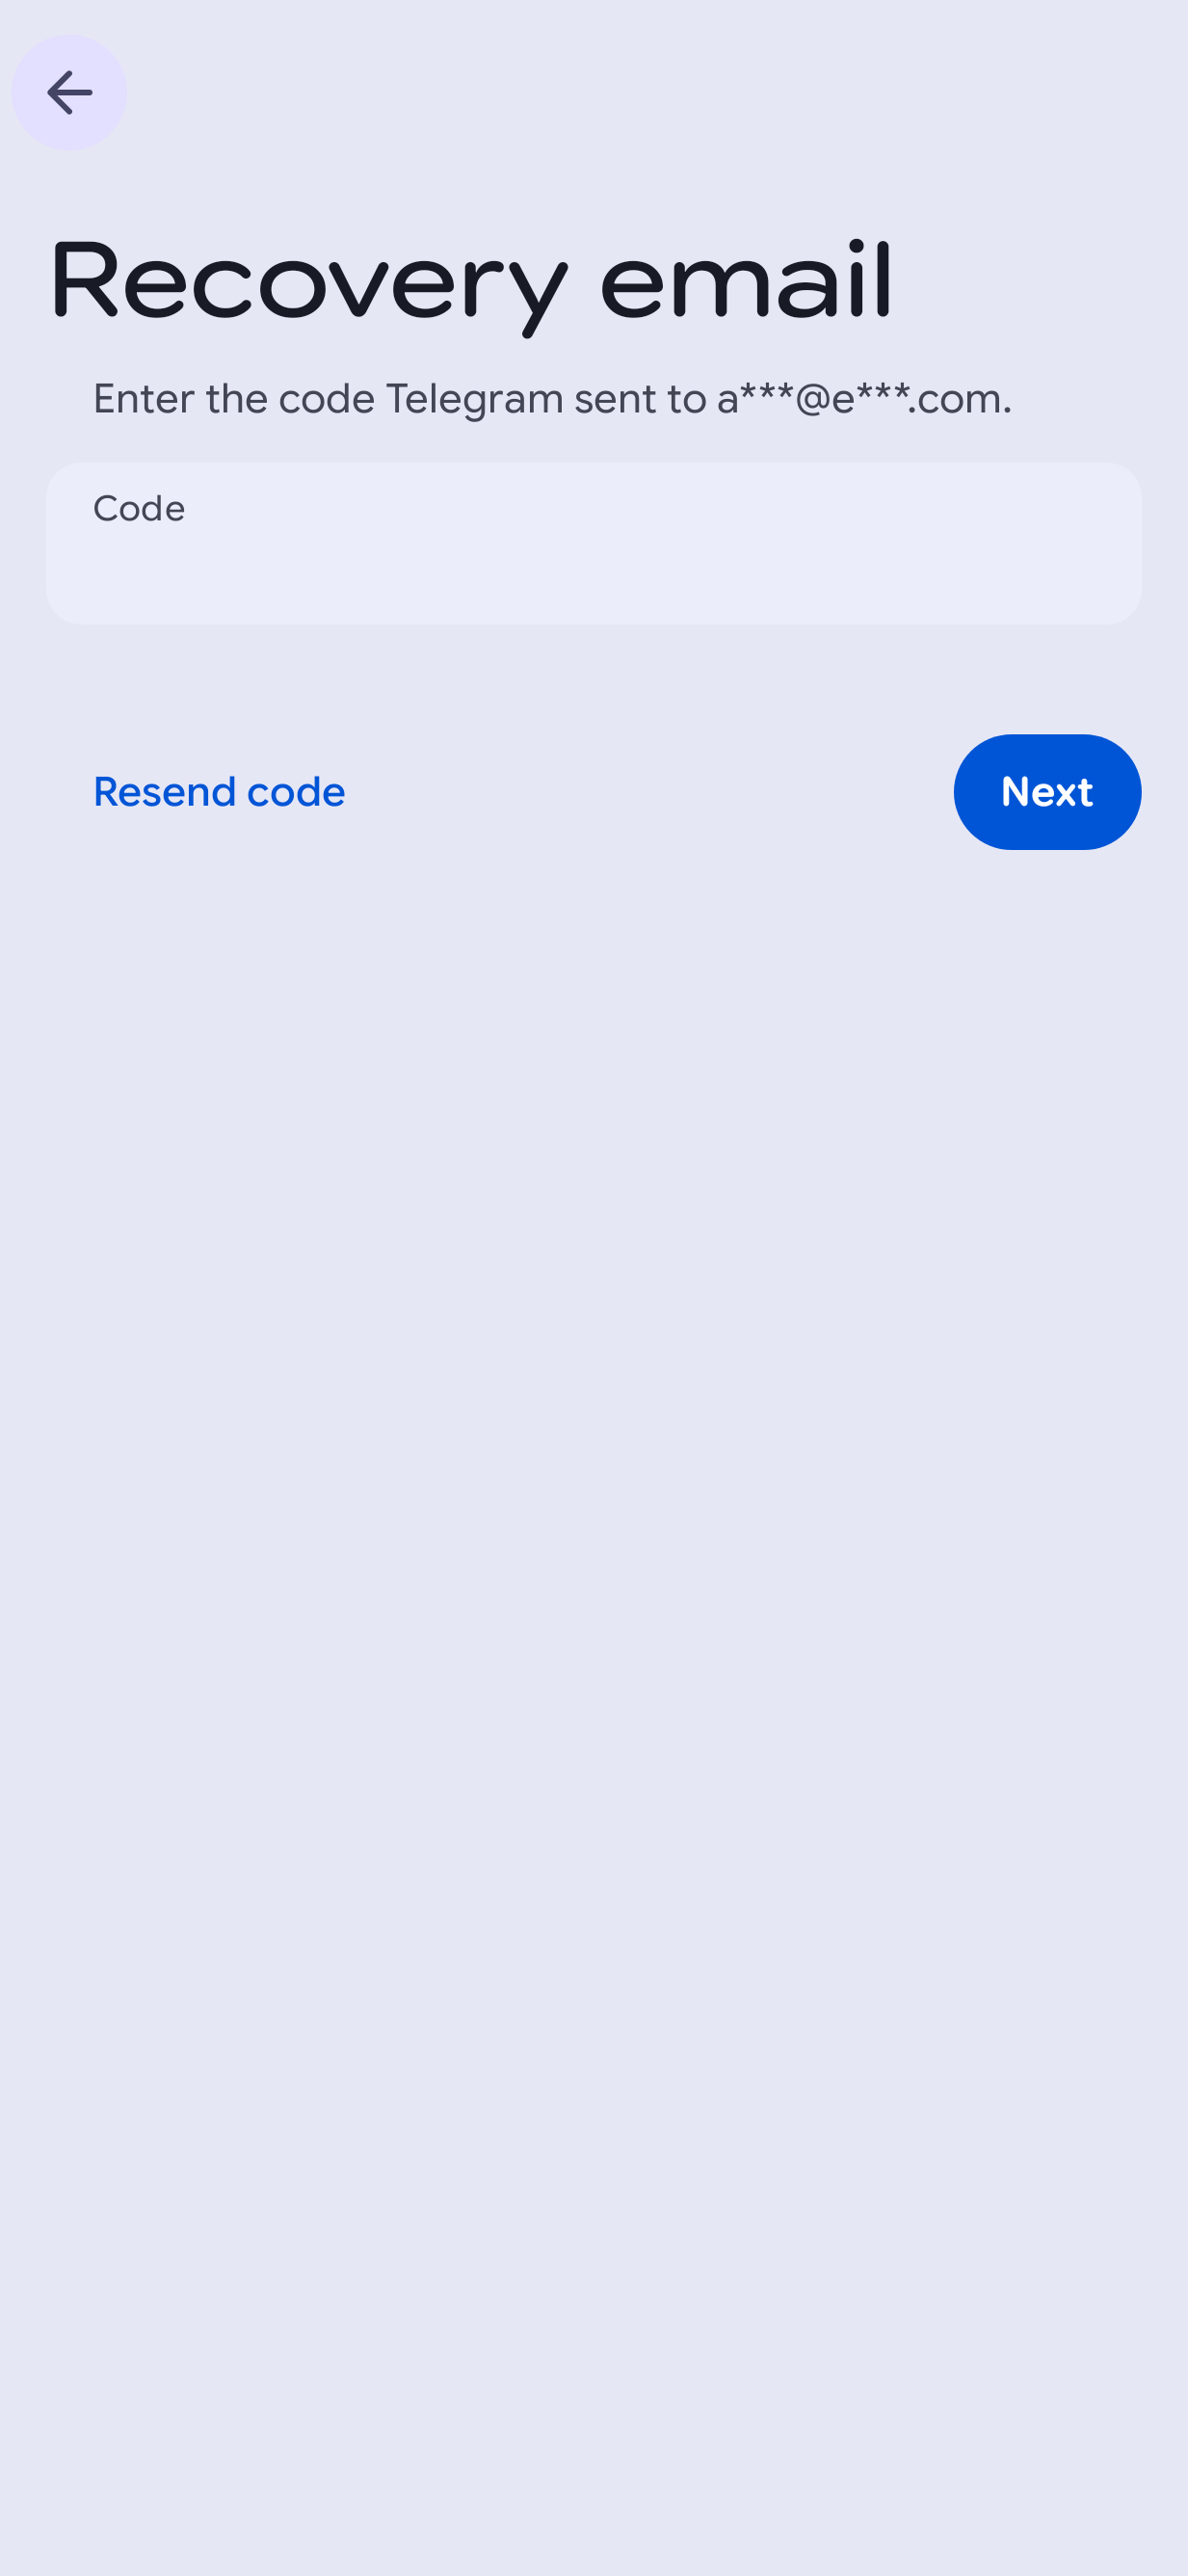 Recovery email
Enter the code Telegram sent to a***@e***.com.
Code
Resend code
Next